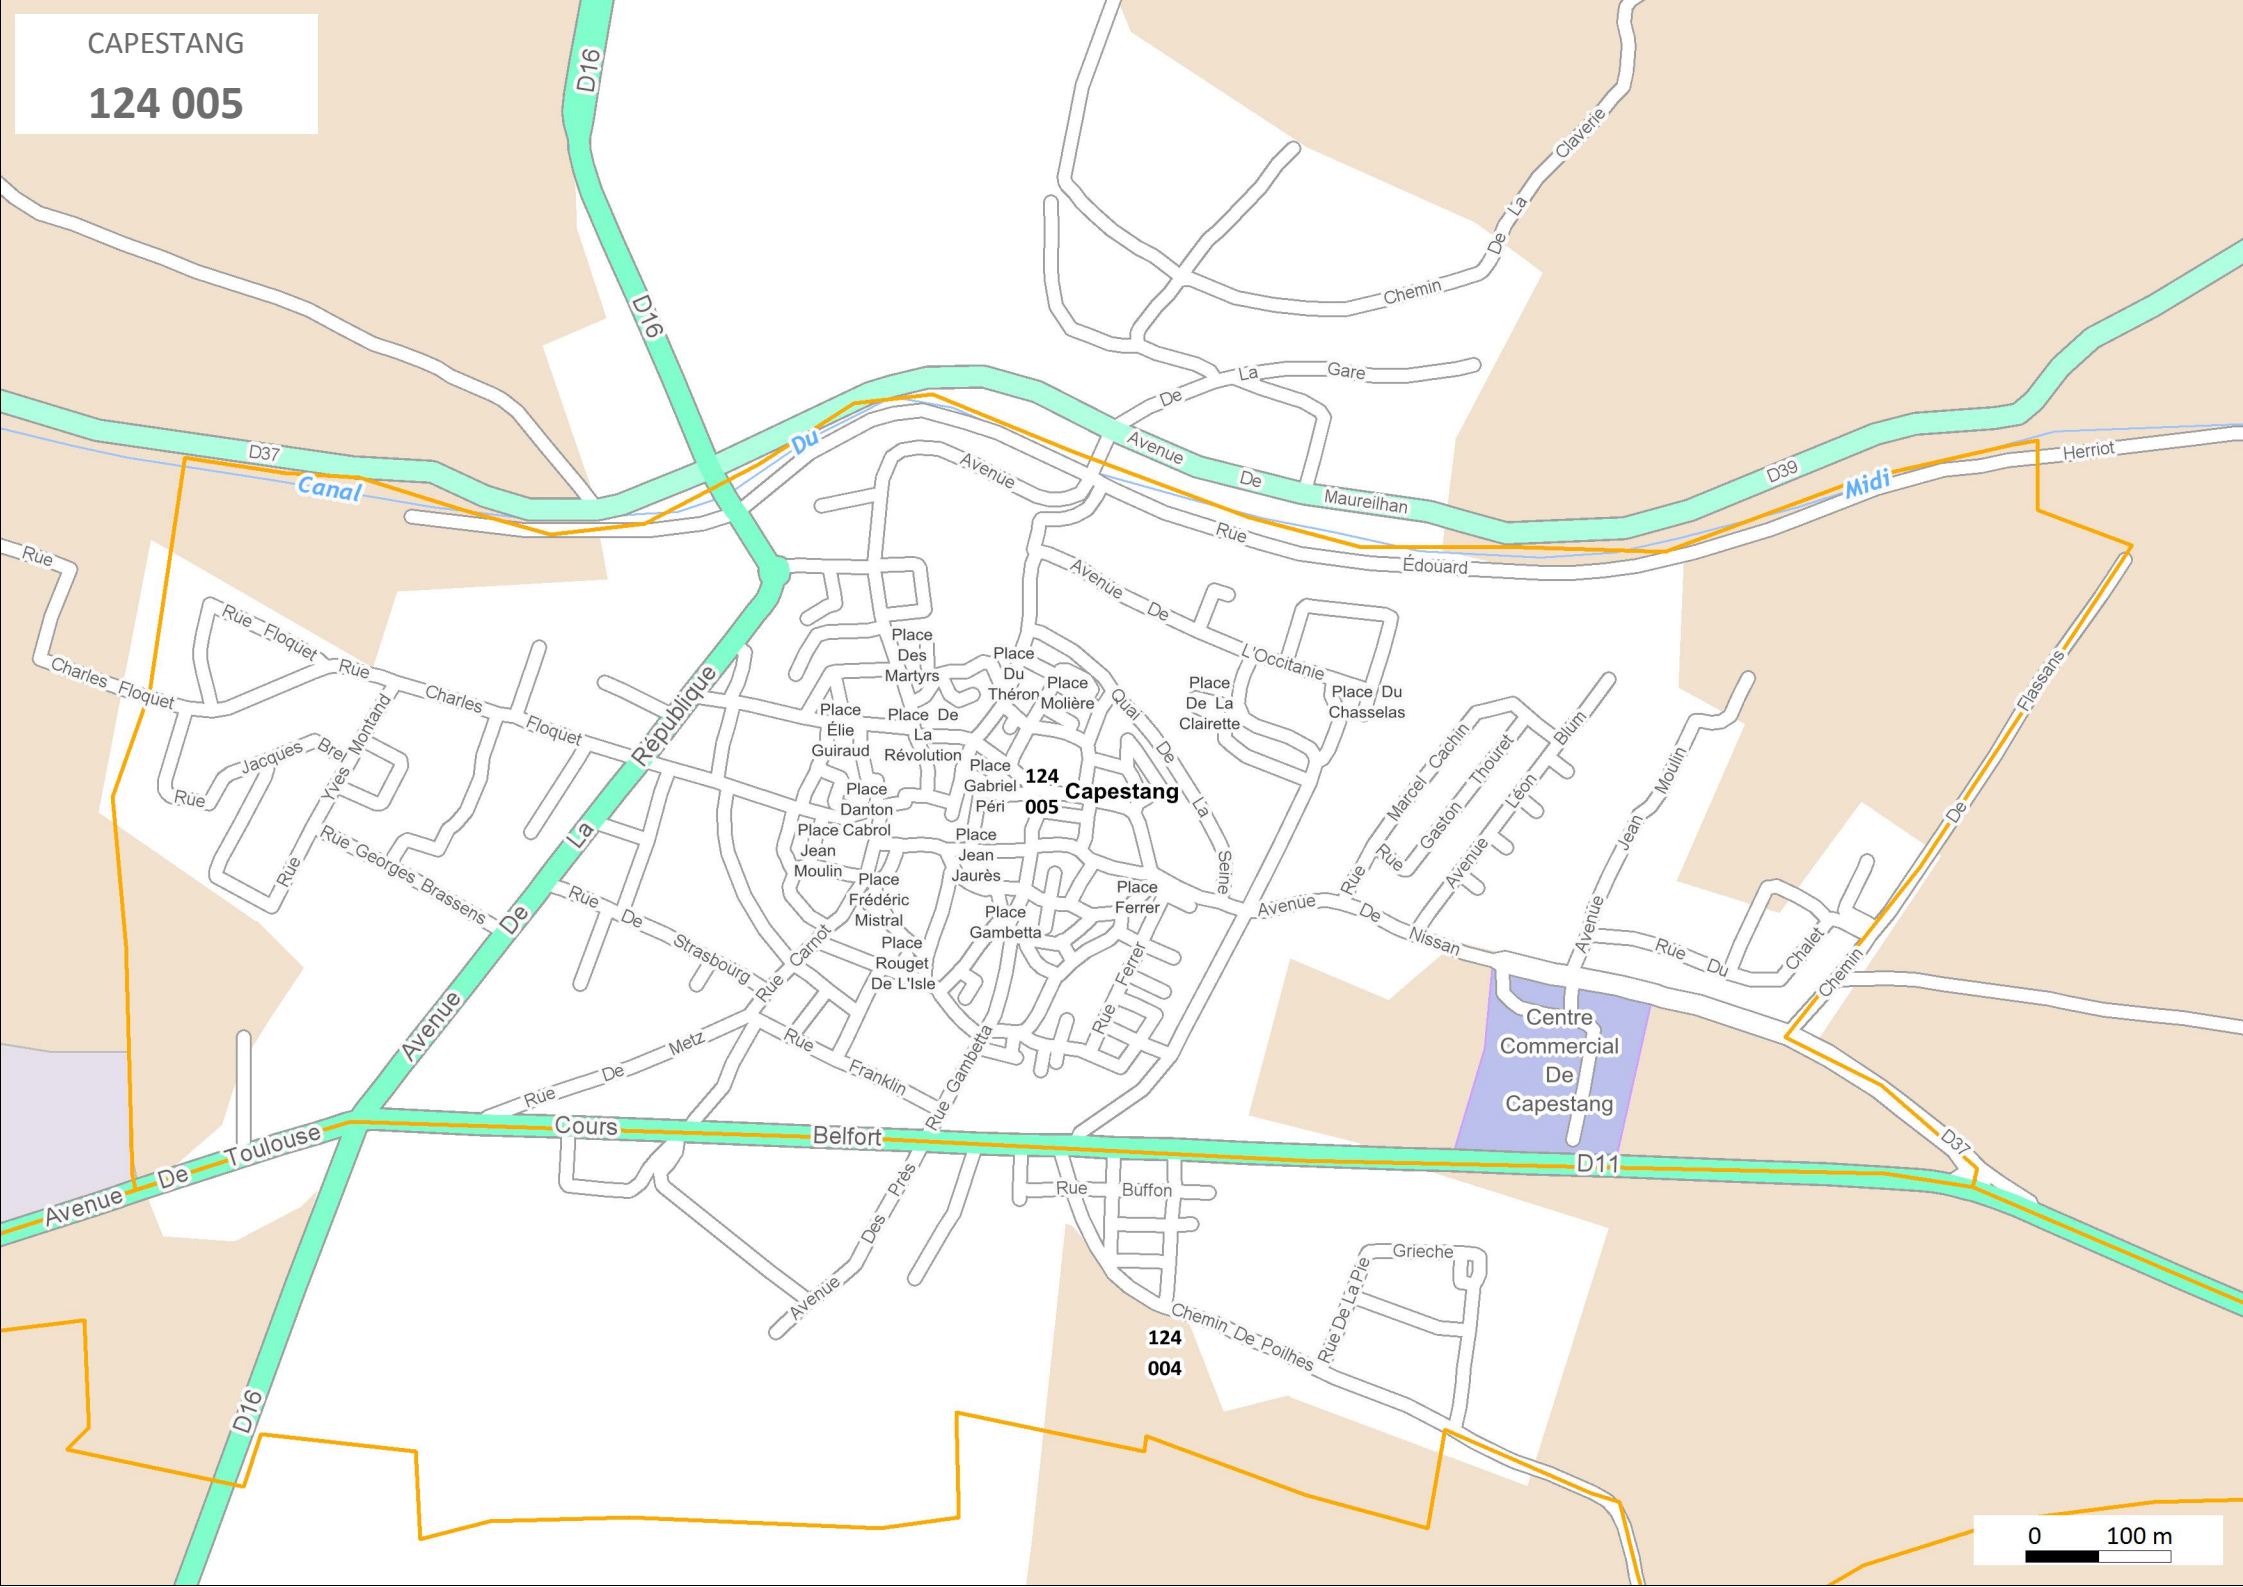 CAPESTANG
124 005
D16
D16
Chemin De La Claverie
De La Gare
Avenue De Maureilhan
D37
Canal Du Midi
D39
Herriot
Avenue
Rue Édouard
Rue
Charles Floquet
Rue Floquet
Rue Charles Floquet
Avenue De L'Occitanie
Place
Des
Martyrs
Place
Du
Théron
Place
Molière
Quai De La Seine
Place
De La
Clairette
Place Du
Chasselas
Place
Élie
Guiraud
Place De
La
Révolution
Place
Gabriel
Péri
124
005
Capestang
Place
Danton
Place Cabrol
Jean
Moulin
Place
Jean
Jaurès
Place
Frédéric
Mistral
Place
Gambetta
Place
Ferrer
Place
Rouget
De L'Isle
Rue Jacques Brel
Rue Yves Montand
Rue Georges Brassens
Avenue De La République
Rue De Strasbourg
Rue Carnot
Rue De Metz
Rue Franklin
Rue Gambetta
Rue Ferrer
Rue Marcel Cachin
Rue Gaston Thouret
Avenue Léon Blum
Avenue Jean Moulin
Avenue De Nissan
Rue Du Chalet
Chemin De Flassans
Centre
Commercial
De
Capestang
Avenue De Toulouse
Cours Belfort
D11
D37
Rue Buffon
Avenue Des Près
Grieche
Rue De La Pie
Chemin De Poilhes
124
004
D16
0 100 m